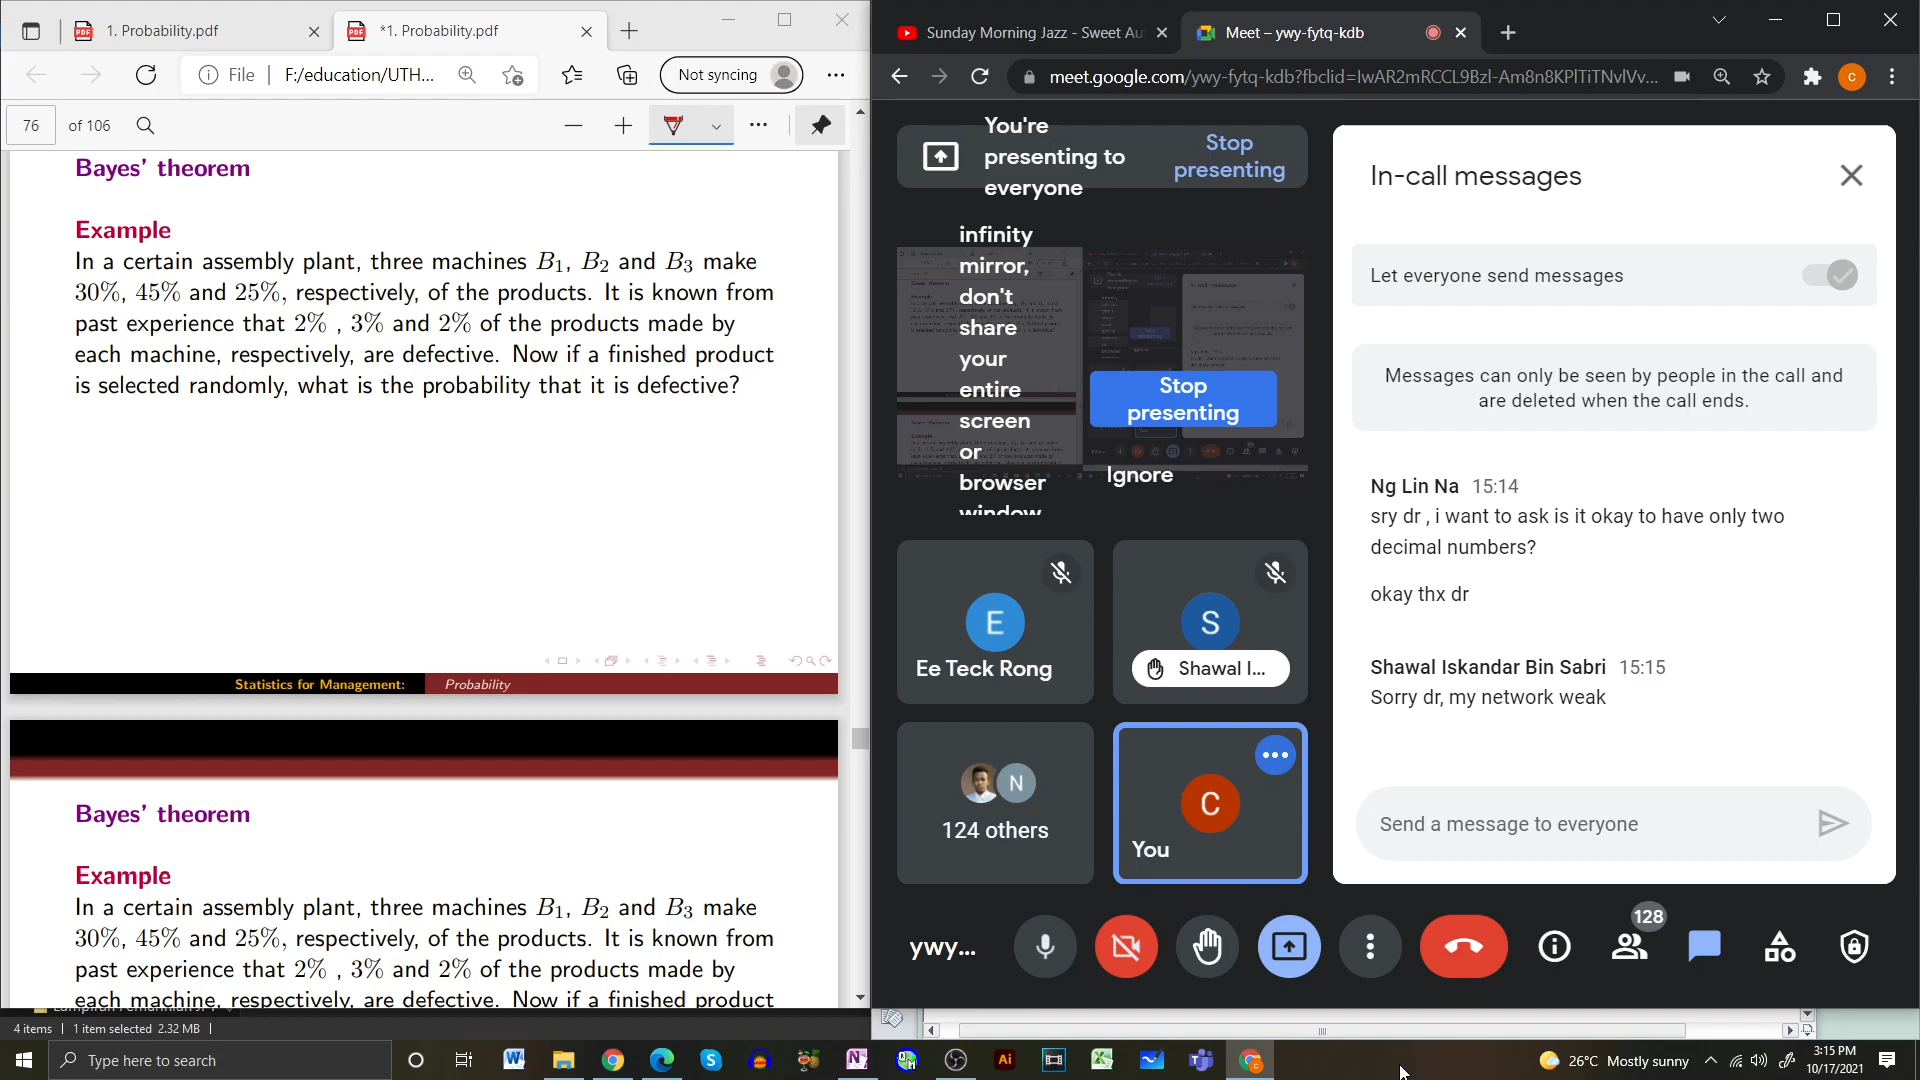 1. Probability.pdf
*1. Probability.pdf
File
F:/education/UTH...
Not syncing
76
of 106
Bayes' theorem
Example
In a certain assembly plant, three machines B1, B2 and B3 make
30%, 45% and 25%, respectively, of the products. It is known from
past experience that 2% , 3% and 2% of the products made by
each machine, respectively, are defective. Now if a finished product
is selected randomly, what is the probability that it is defective?
Statistics for Management:
Probability
Bayes' theorem
Example
In a certain assembly plant, three machines B1, B2 and B3 make
30%, 45% and 25%, respectively, of the products. It is known from
past experience that 2% , 3% and 2% of the products made by
each machine, respectively, are defective. Now if a finished product
4 items
1 item selected 2.32 MB
Sunday Morning Jazz - Sweet Au
Meet – ywy-fytq-kdb
C
You're
presenting to
everyone
Stop
presenting
infinity
mirror,
don't
share
your
entire
screen
or
browser
window
Stop
presenting
Ignore
E
Ee Teck Rong
S
Shawal I...
N
124 others
C
You
In-call messages
Let everyone send messages
Messages can only be seen by people in the call and
are deleted when the call ends.
Ng Lin Na 15:14
sry dr , i want to ask is it okay to have only two
decimal numbers?
okay thx dr
Shawal Iskandar Bin Sabri 15:15
Sorry dr, my network weak
Send a message to everyone
ywy...
128
Type here to search
26°C Mostly sunny
3:15 PM
10/17/2021